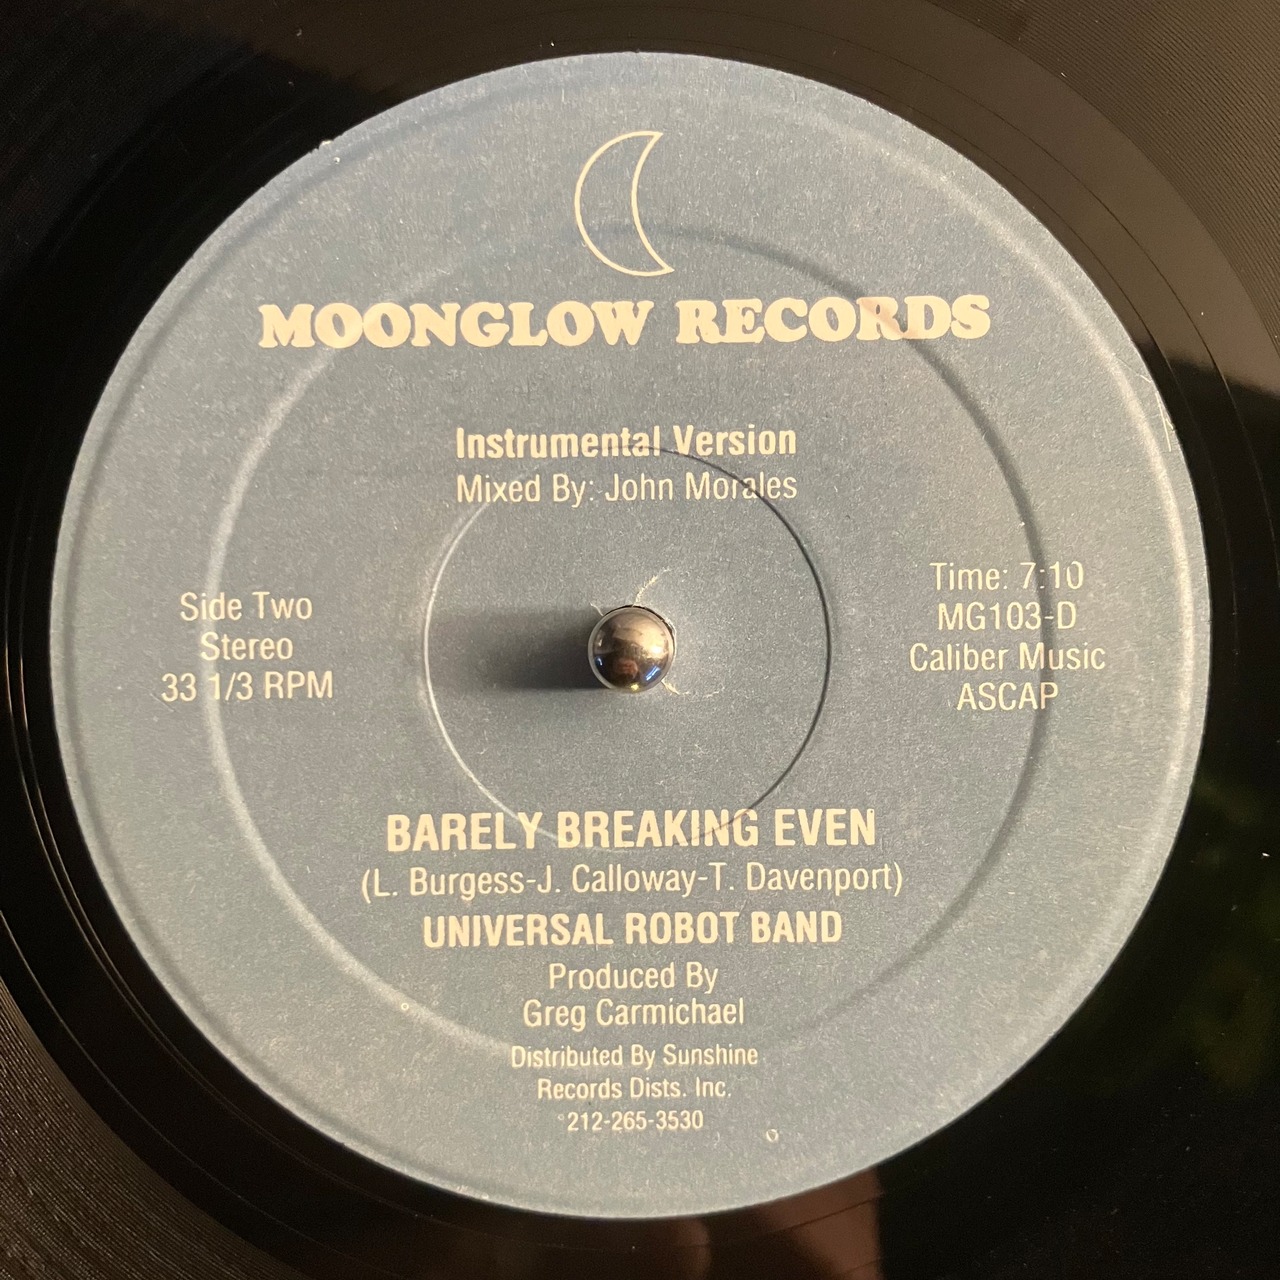 MOONGLOW RECORDS
Instrumental Version
Mixed By: John Morales
Side Two
Stereo
33 1/3 RPM
Time: 7:10
MG103-D
Caliber Music
ASCAP
BARELY BREAKING EVEN
(L. Burgess-J. Calloway-T. Davenport)
UNIVERSAL ROBOT BAND
Produced By
Greg Carmichael
Distributed By Sunshine
Records Dists. Inc.
212-265-3530